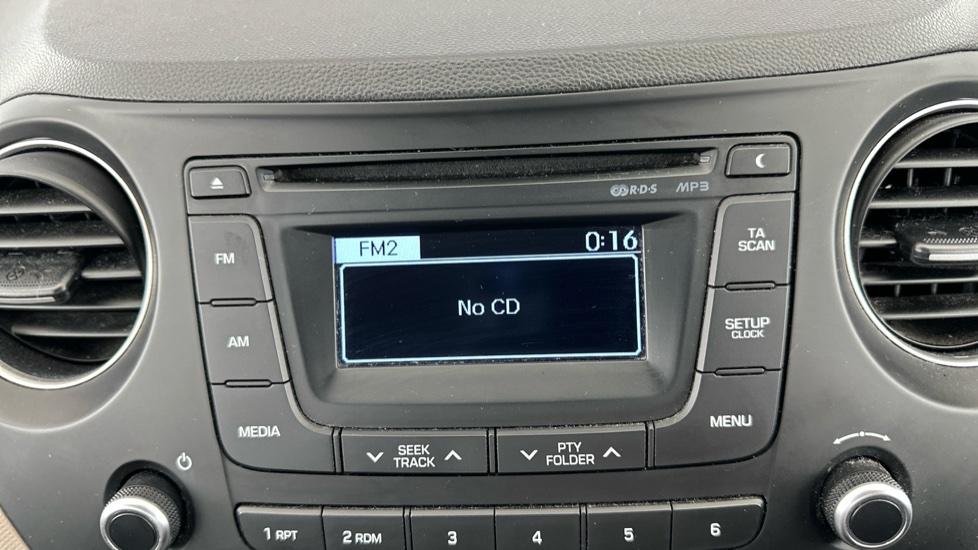 R·D·S MP3
FM
AM
MEDIA
FM2 0:16
No CD
TA
SCAN
SETUP
CLOCK
MENU
SEEK
TRACK
PTY
FOLDER
1 RPT 2 RDM 3 4 5 6